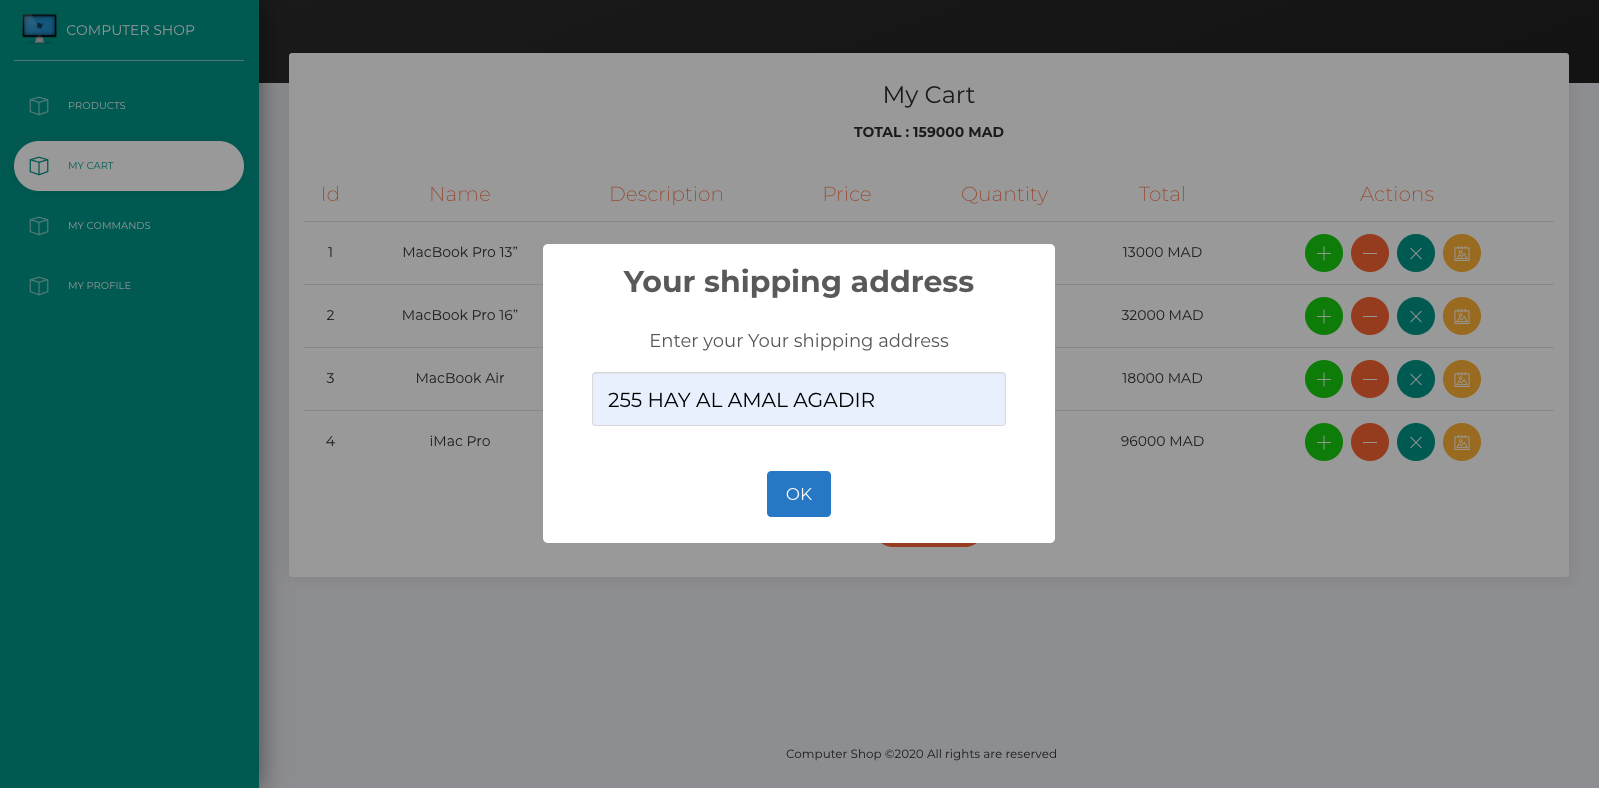 COMPUTER SHOP
PRODUCTS
MY CART
MY COMMANDS
MY PROFILE
My Cart
TOTAL : 159000 MAD
Id Name Description Price Quantity Total Actions
1 MacBook Pro 13” 13000 MAD
2 MacBook Pro 16” 32000 MAD
3 MacBook Air 18000 MAD
4 iMac Pro 96000 MAD
Your shipping address
Enter your Your shipping address
255 HAY AL AMAL AGADIR
OK
Computer Shop ©2020 All rights are reserved